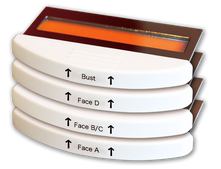 ↑ Bust ↑
↑ Face D ↑
↑ Face B/C ↑
↑ Face A ↑